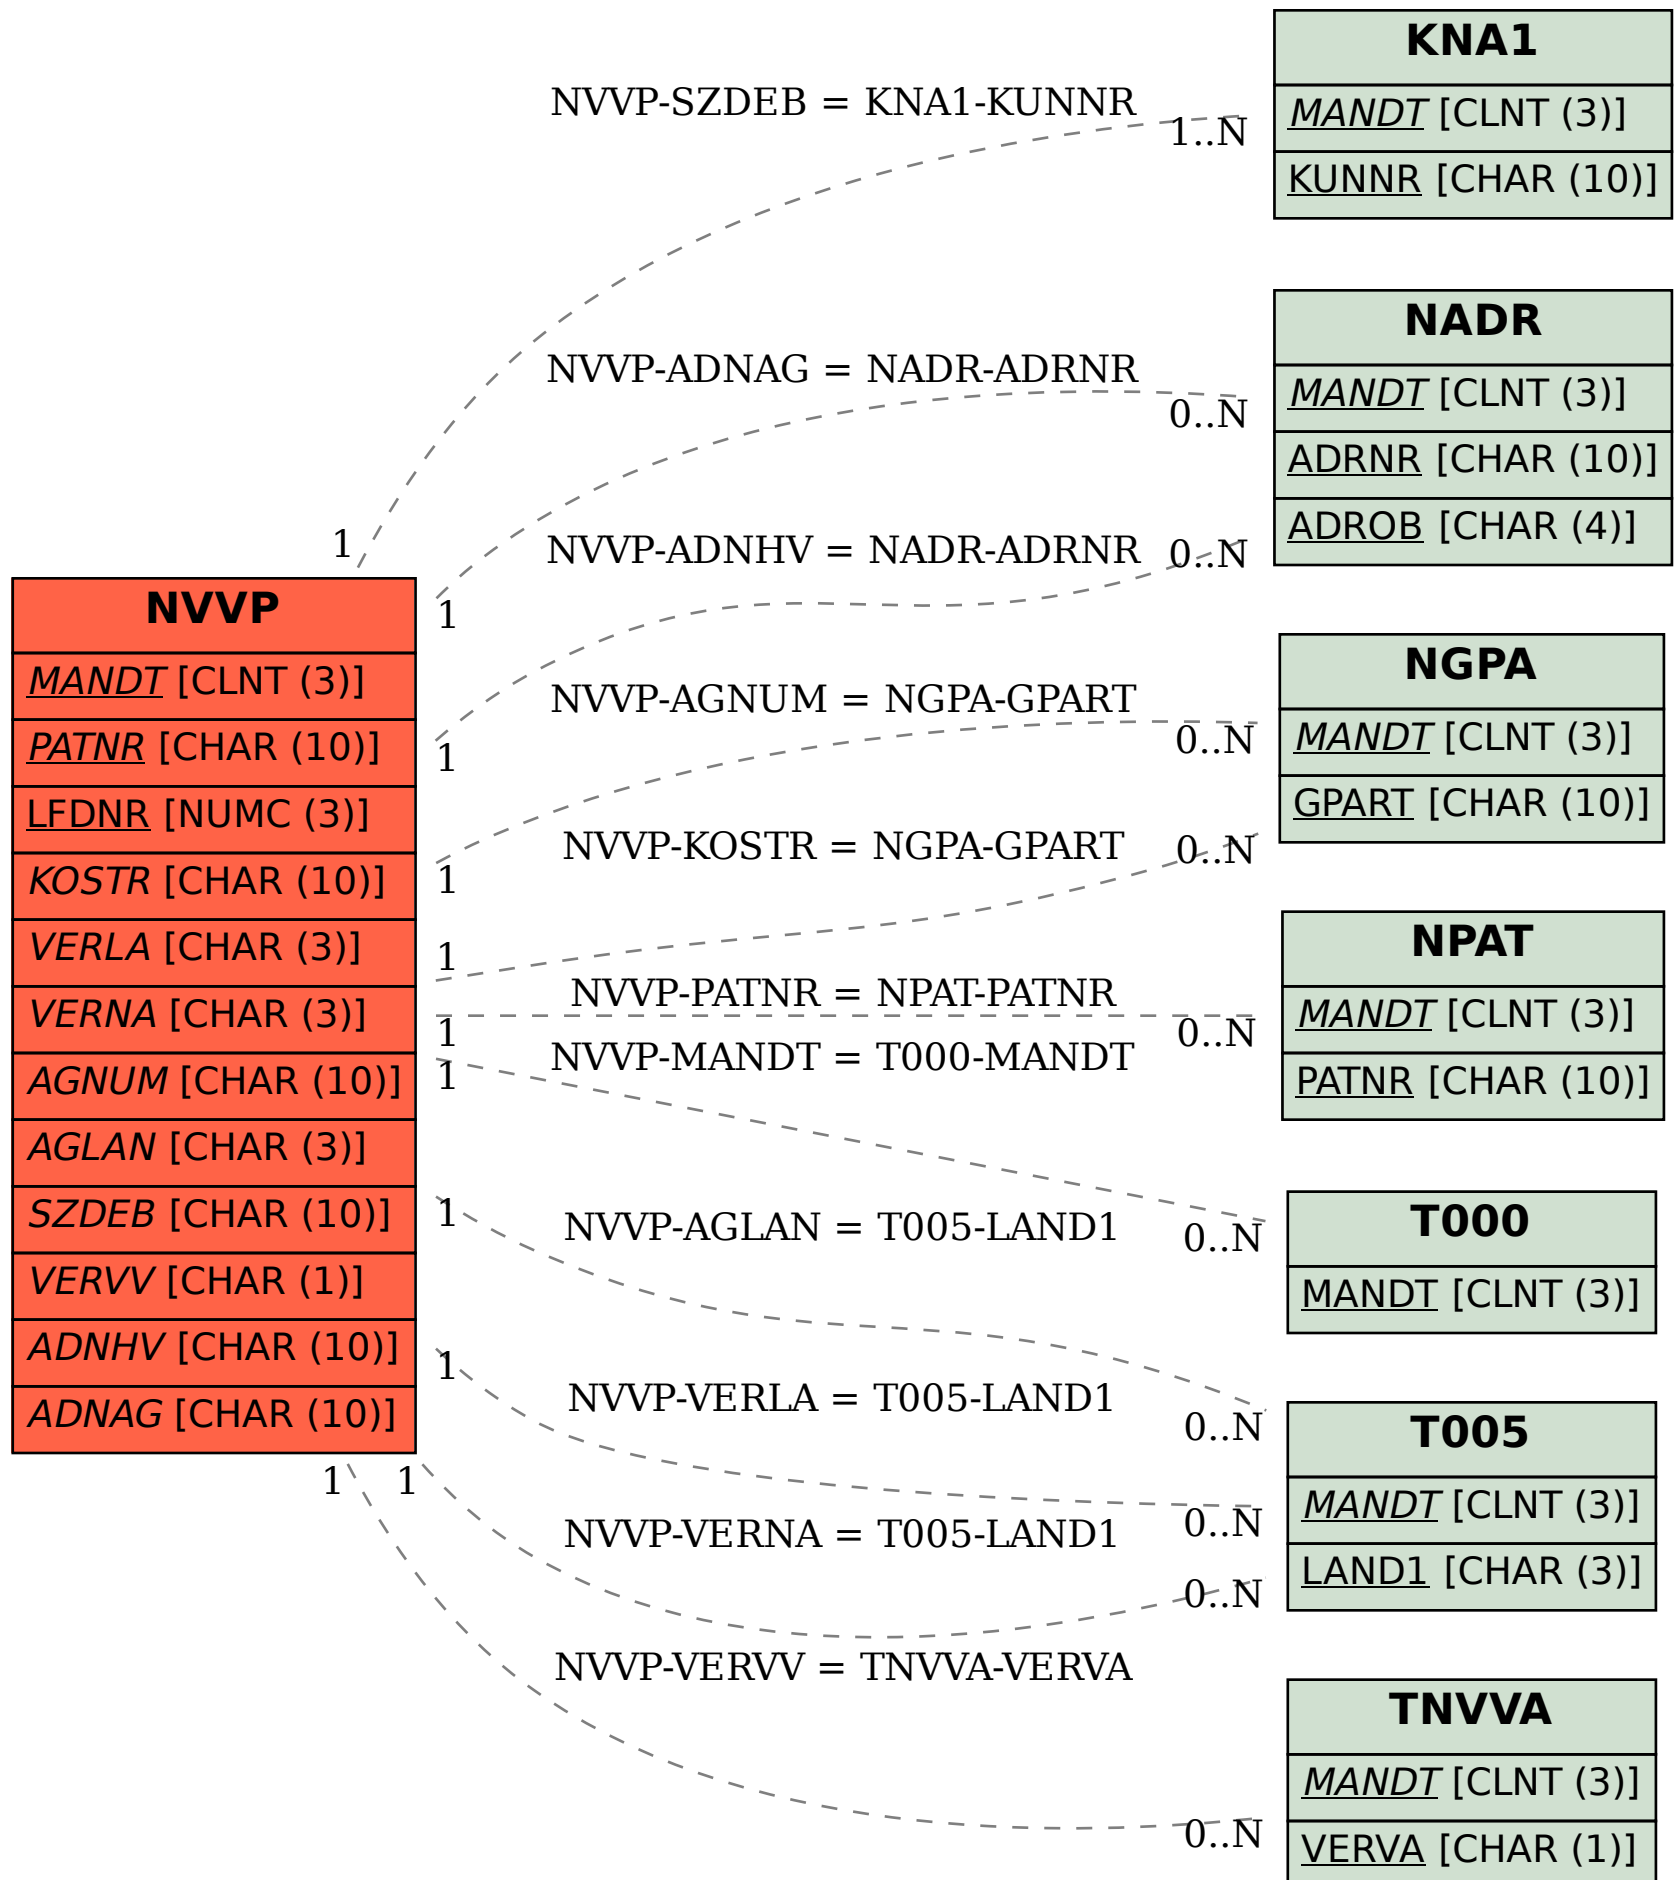 KNA1
MANDT [CLNT (3)]
KUNNR [CHAR (10)]
NVVP-SZDEB = KNA1-KUNNR
1..N
1
NADR
MANDT [CLNT (3)]
ADRNR [CHAR (10)]
ADROB [CHAR (4)]
NVVP-ADNAG = NADR-ADRNR
0..N
1
NVVP-ADNHV = NADR-ADRNR
0..N
1
NVVP
MANDT [CLNT (3)]
PATNR [CHAR (10)]
LFDNR [NUMC (3)]
KOSTR [CHAR (10)]
VERLA [CHAR (3)]
VERNA [CHAR (3)]
AGNUM [CHAR (10)]
AGLAN [CHAR (3)]
SZDEB [CHAR (10)]
VERVV [CHAR (1)]
ADNHV [CHAR (10)]
ADNAG [CHAR (10)]
NGPA
MANDT [CLNT (3)]
GPART [CHAR (10)]
NVVP-AGNUM = NGPA-GPART
0..N
1
NVVP-KOSTR = NGPA-GPART
0..N
1
NPAT
MANDT [CLNT (3)]
PATNR [CHAR (10)]
NVVP-PATNR = NPAT-PATNR
0..N
1
NVVP-MANDT = T000-MANDT
0..N
1
T000
MANDT [CLNT (3)]
NVVP-AGLAN = T005-LAND1
0..N
1
T005
MANDT [CLNT (3)]
LAND1 [CHAR (3)]
NVVP-VERLA = T005-LAND1
0..N
1
NVVP-VERNA = T005-LAND1
0..N
1
NVVP-VERVV = TNVVA-VERVA
0..N
1
TNVVA
MANDT [CLNT (3)]
VERVA [CHAR (1)]